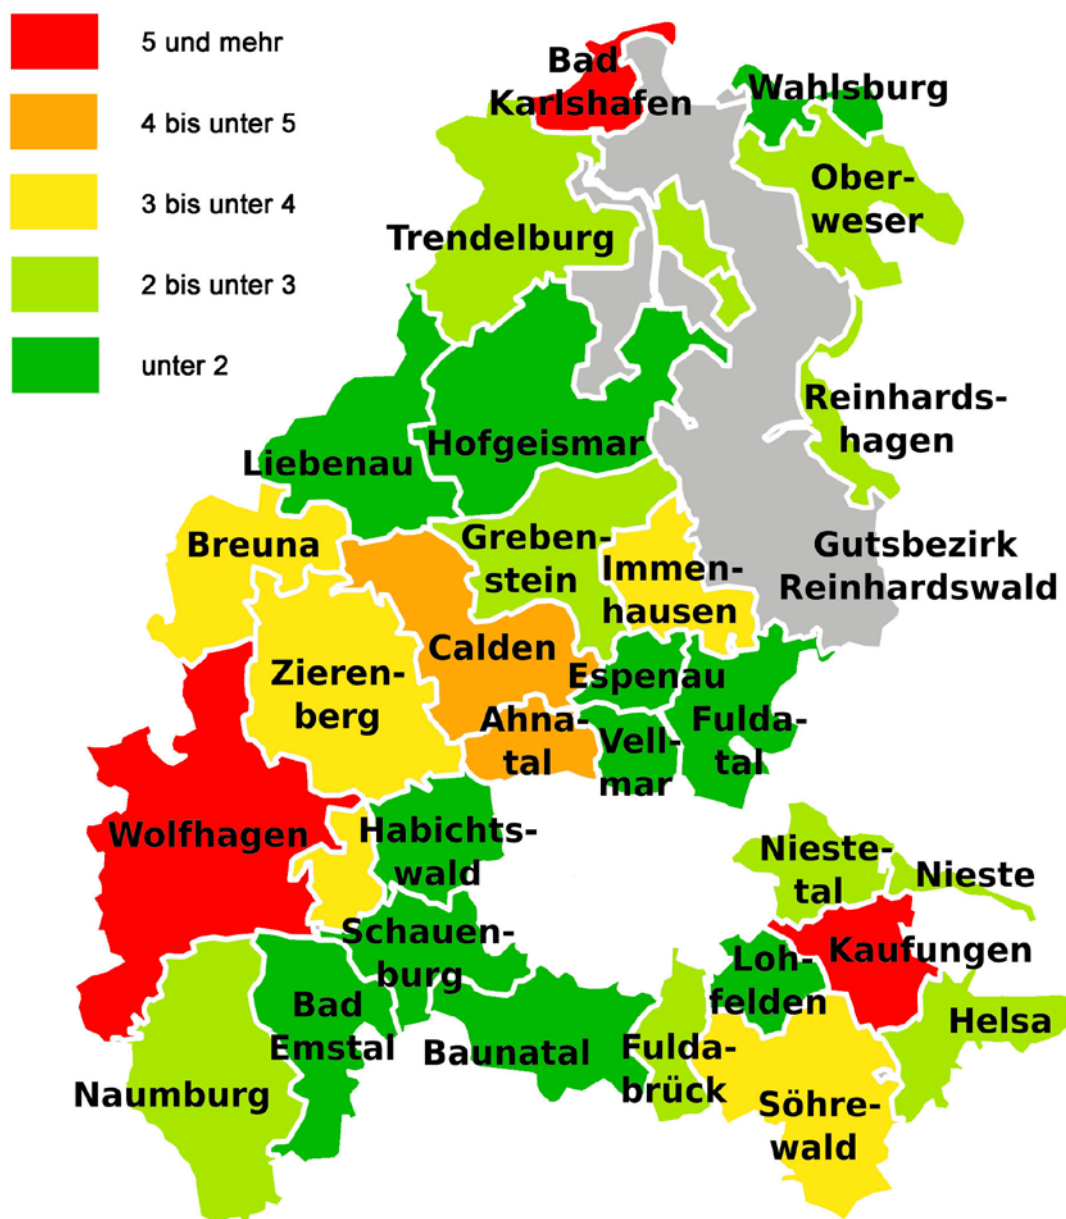 5 und mehr
4 bis unter 5
3 bis unter 4
2 bis unter 3
unter 2
Bad
Karlshafen
Wahlsburg
Ober-
weser
Trendelburg
Reinhards-
hagen
Hofgeismar
Liebenau
Breuna
Greben-
stein
Immen-
hausen
Gutsbezirk
Reinhardswald
Calden
Zieren-
berg
Espenau
Ahna-
tal
Vell-
mar
Fulda-
tal
Wolfhagen
Habichts-
wald
Nieste-
tal
Nieste
Schauen-
burg
Kaufungen
Loh-
felden
Bad
Emstal
Baunatal
Fulda-
brück
Helsa
Naumburg
Söhre-
wald